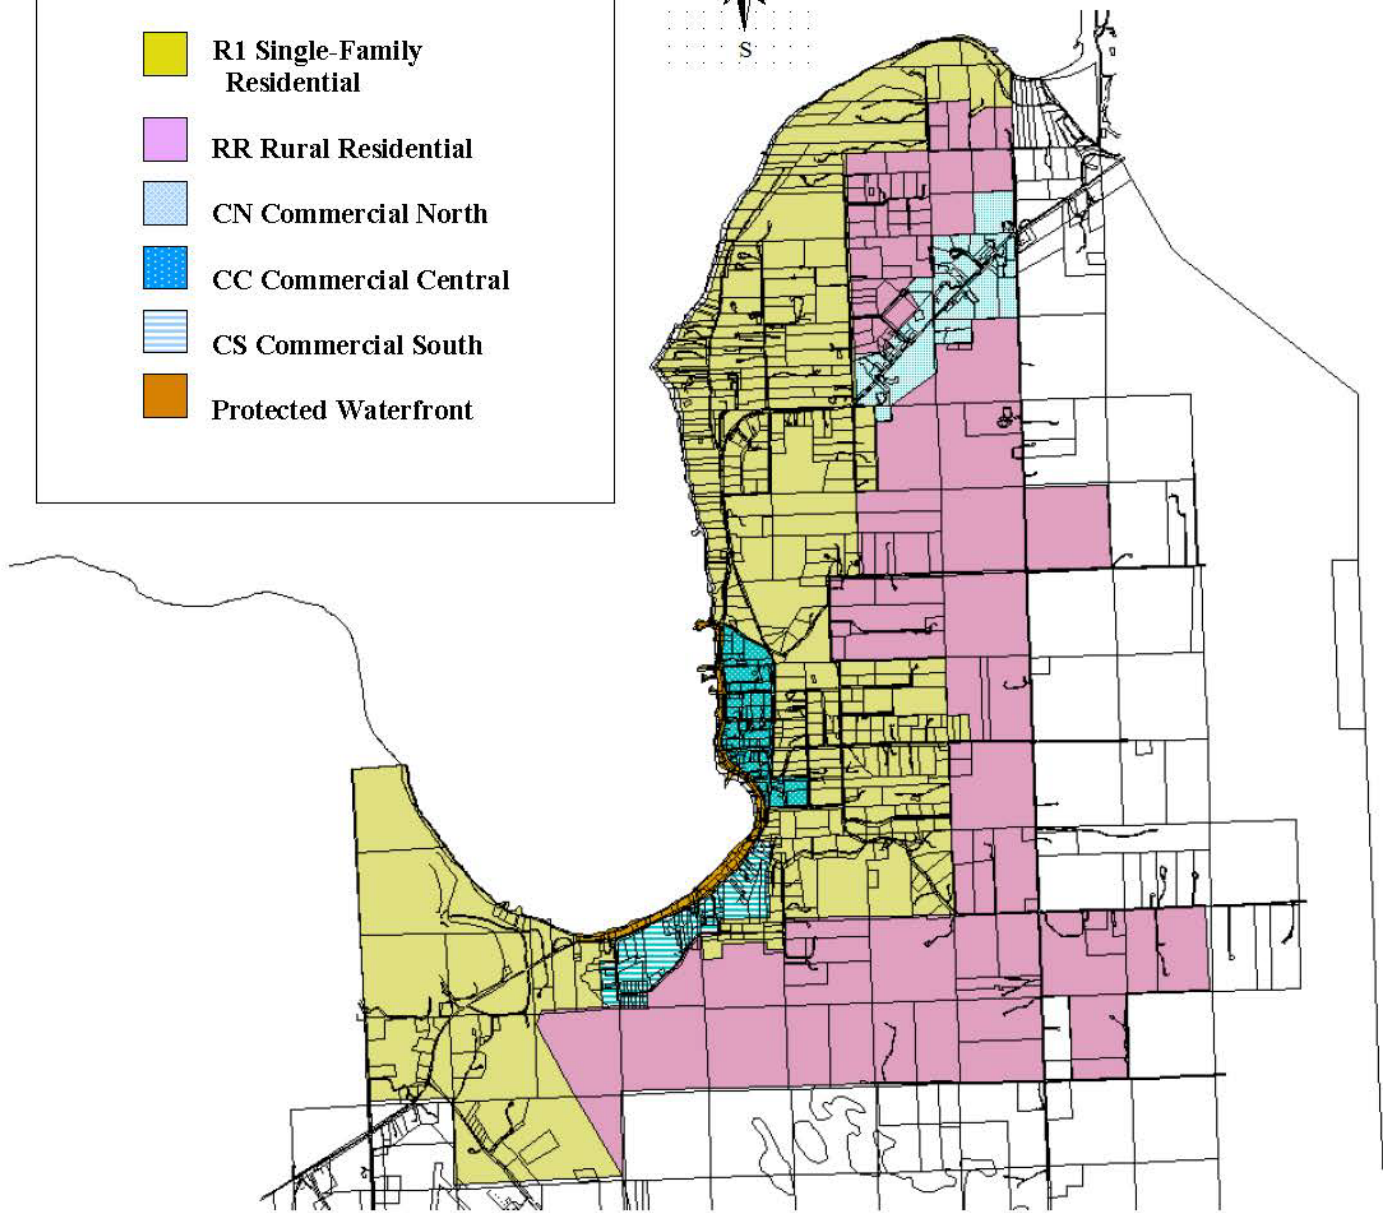 S
R1 Single-Family
Residential
RR Rural Residential
CN Commercial North
CC Commercial Central
CS Commercial South
Protected Waterfront